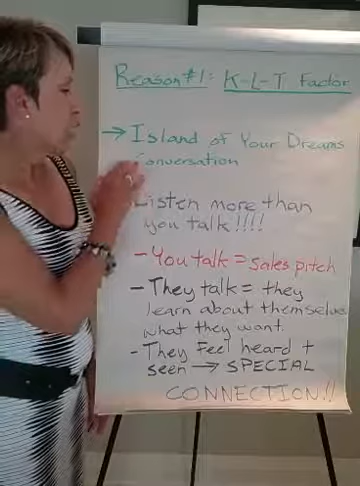 Reason #1: K-L-T Factor
→ Island of Your Dreams
Conversation
Listen more than
you talk!!!!
- You talk = sales pitch
- They talk = they
learn about themselves
what they want.
- They Feel heard +
seen → SPECIAL
CONNECTION!!